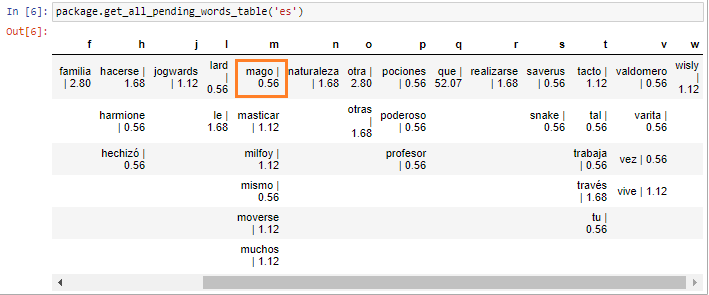 In [6]: package.get_all_pending_words_table('es')
Out[6]:
f h j l m n o p q r s t v w
familia | 2.80 hacerse | 1.68 jogwards | 1.12 lard | 0.56 mago | 0.56 naturaleza | 1.68 otra | 2.80 pociones | 0.56 que | 52.07 realizarse | 1.68 saverus | 0.56 tacto | 1.12 valdomero | 0.56 wisly | 1.12
harmione | 0.56 le | 1.68 masticar | 1.12 otras | 1.68 poderoso | 0.56 snake | 0.56 tal | 0.56 varita | 0.56
hechizó | 0.56 milfoy | 1.12 profesor | 0.56 trabaja | 0.56 vez | 0.56
mismo | 0.56 través | 1.68 vive | 1.12
moverse | 1.12 tu | 0.56
muchos | 1.12